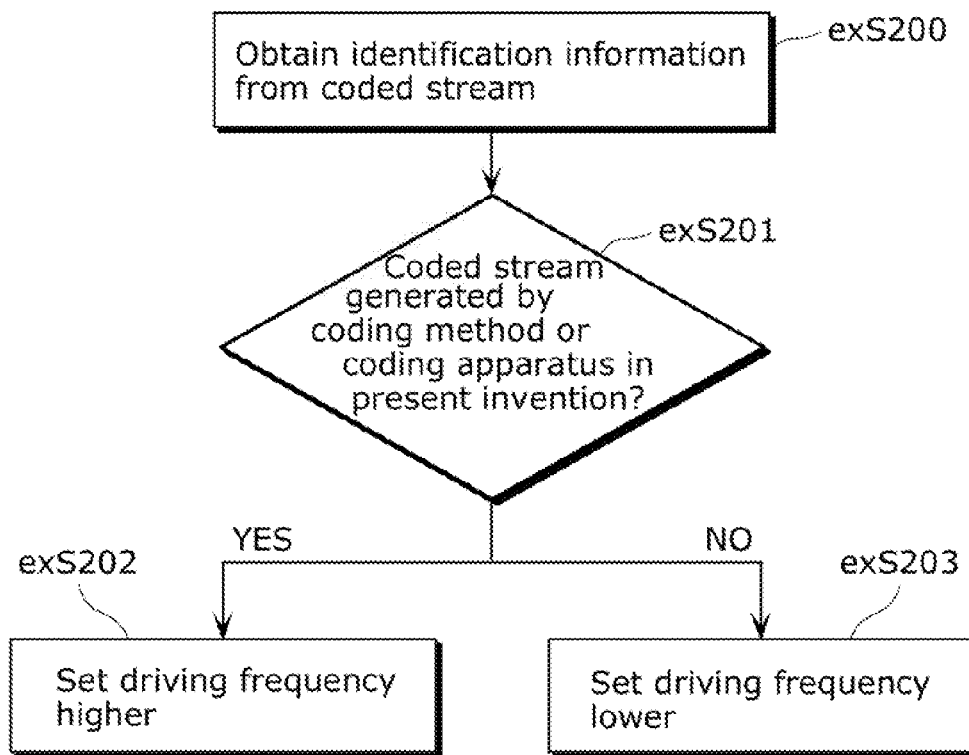 exS200
Obtain identification information
from coded stream
exS201
Coded stream
generated by
coding method or
coding apparatus in
present invention?
YES
NO
exS202
exS203
Set driving frequency
higher
Set driving frequency
lower